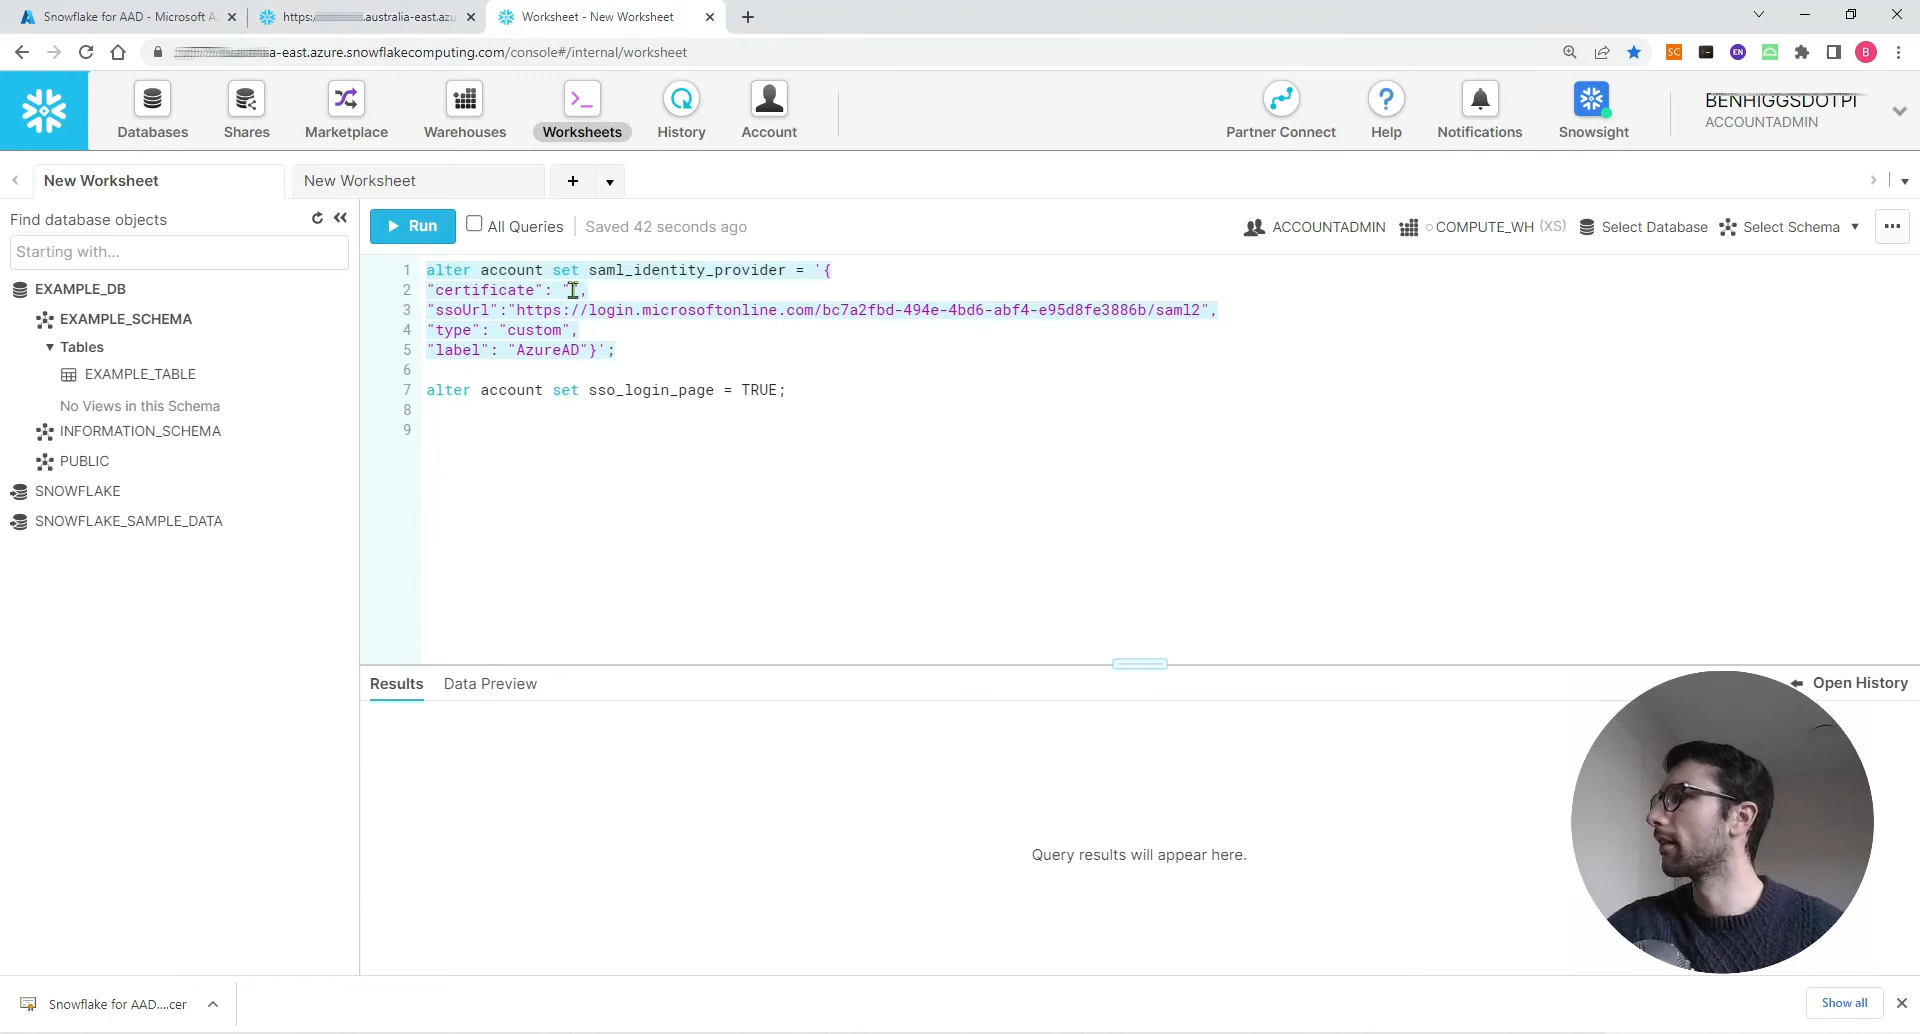 Snowflake for AAD - Microsoft A
https:/
.australia-east.azu
Worksheet - New Worksheet
a-east.azure.snowflakecomputing.com/console#/internal/worksheet
SC
EN
B
Databases
Shares
Marketplace
Warehouses
Worksheets
History
Account
Partner Connect
Help
Notifications
Snowsight
BENHIGGSDOTPI
ACCOUNTADMIN
New Worksheet
New Worksheet
Find database objects
Starting with...
Run
All Queries
Saved 42 seconds ago
ACCOUNTADMIN
COMPUTE_WH (XS)
Select Database
Select Schema
EXAMPLE_DB
EXAMPLE_SCHEMA
Tables
EXAMPLE_TABLE
No Views in this Schema
INFORMATION_SCHEMA
PUBLIC
SNOWFLAKE
SNOWFLAKE_SAMPLE_DATA
1 alter account set saml_identity_provider = '{
2 "certificate": "",
3 "ssoUrl":"https://login.microsoftonline.com/bc7a2fbd-494e-4bd6-abf4-e95d8fe3886b/saml2",
4 "type": "custom",
5 "label": "AzureAD"}';
6
7 alter account set sso_login_page = TRUE;
8
9
Results
Data Preview
Open History
Query results will appear here.
Snowflake for AAD....cer
Show all